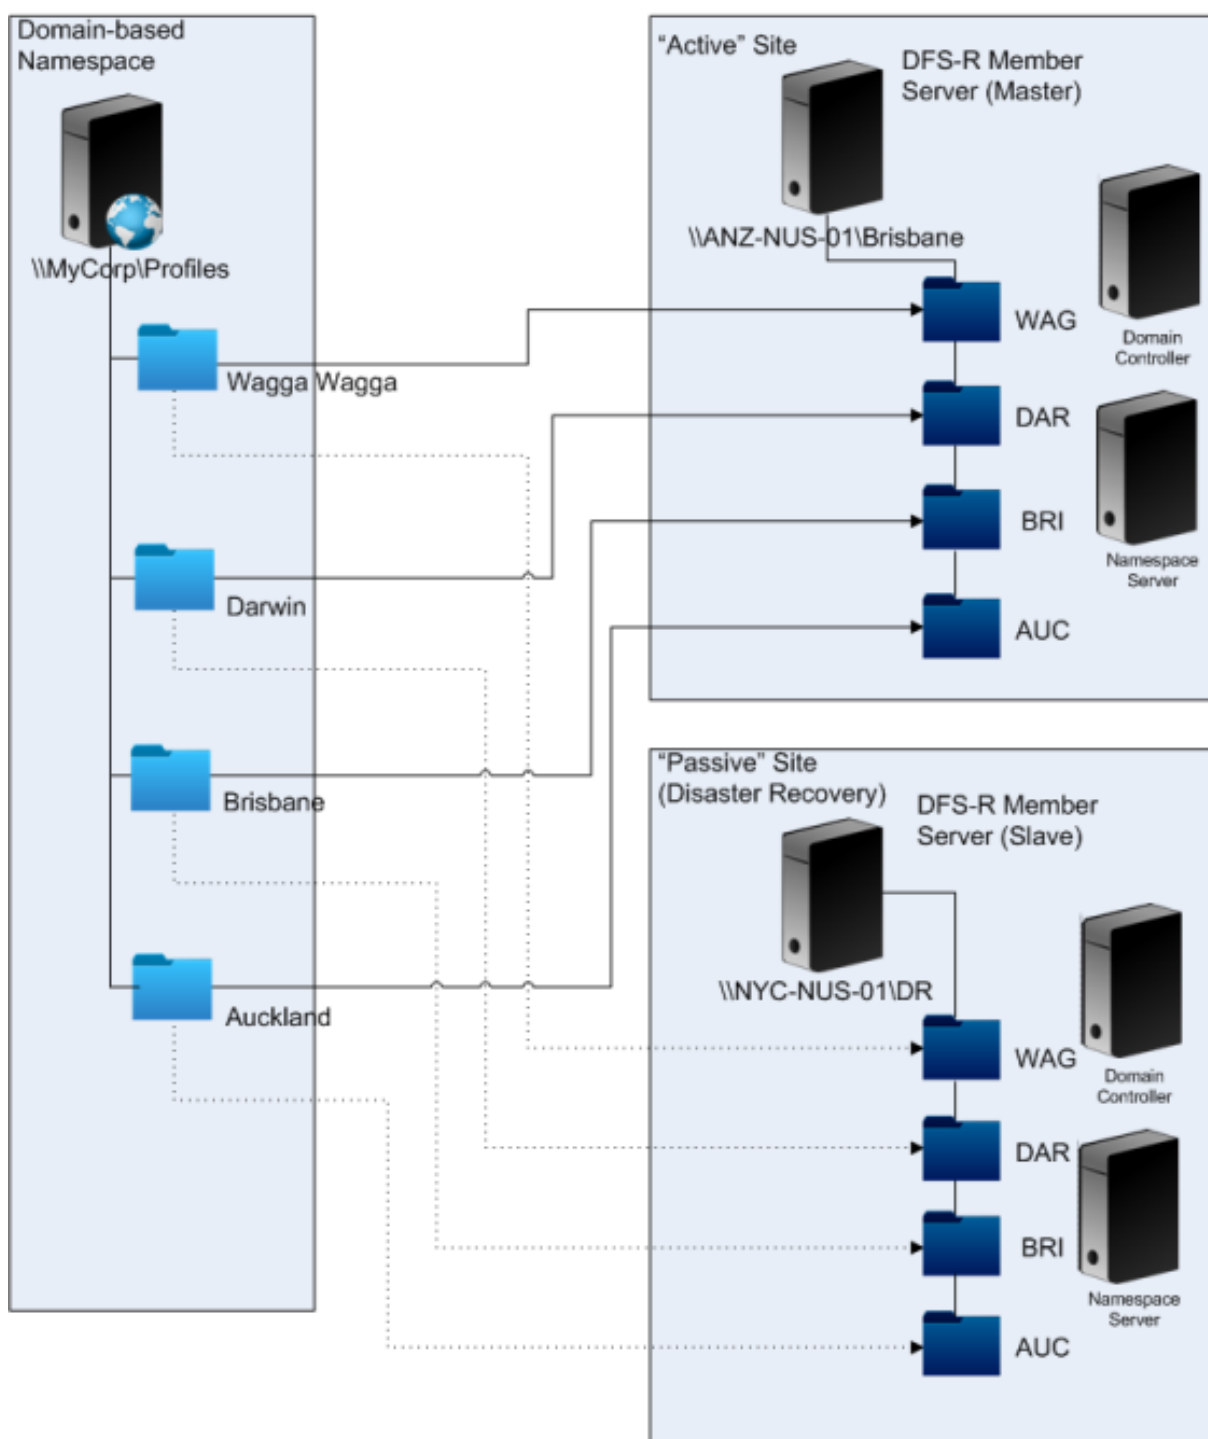 Domain-based
Namespace
\\MyCorp\Profiles
Wagga Wagga
Darwin
Brisbane
Auckland
“Active” Site
DFS-R Member
Server (Master)
\\ANZ-NUS-01\Brisbane
WAG
DAR
BRI
AUC
Domain
Controller
Namespace
Server
“Passive” Site
(Disaster Recovery)
DFS-R Member
Server (Slave)
\\NYC-NUS-01\DR
WAG
DAR
BRI
AUC
Domain
Controller
Namespace
Server